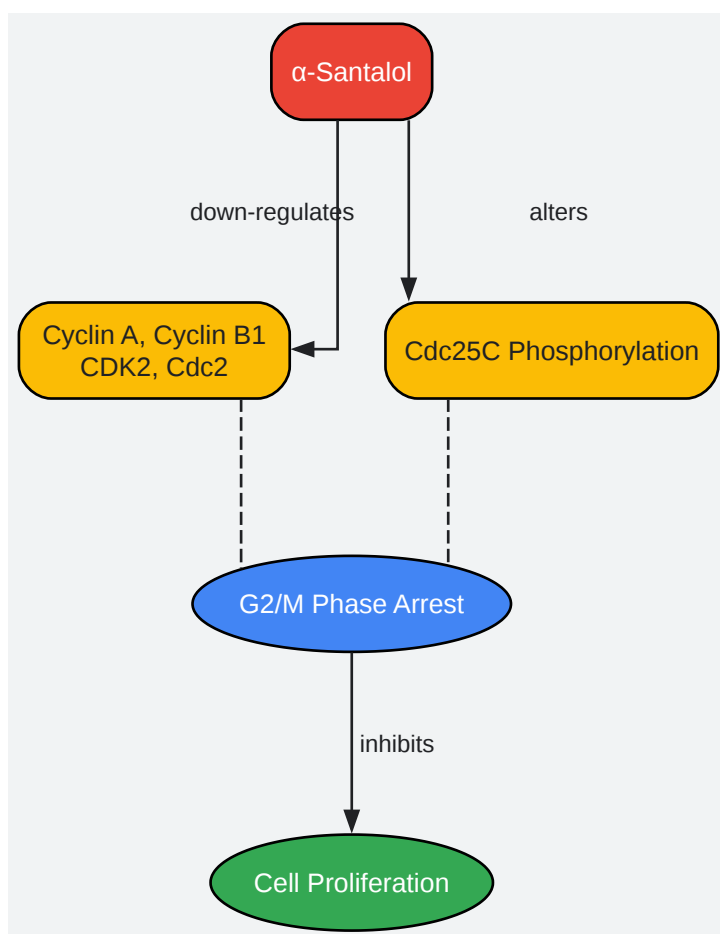 α-Santalol
down-regulates
alters
Cyclin A, Cyclin B1
CDK2, Cdc2
Cdc25C Phosphorylation
G2/M Phase Arrest
inhibits
Cell Proliferation